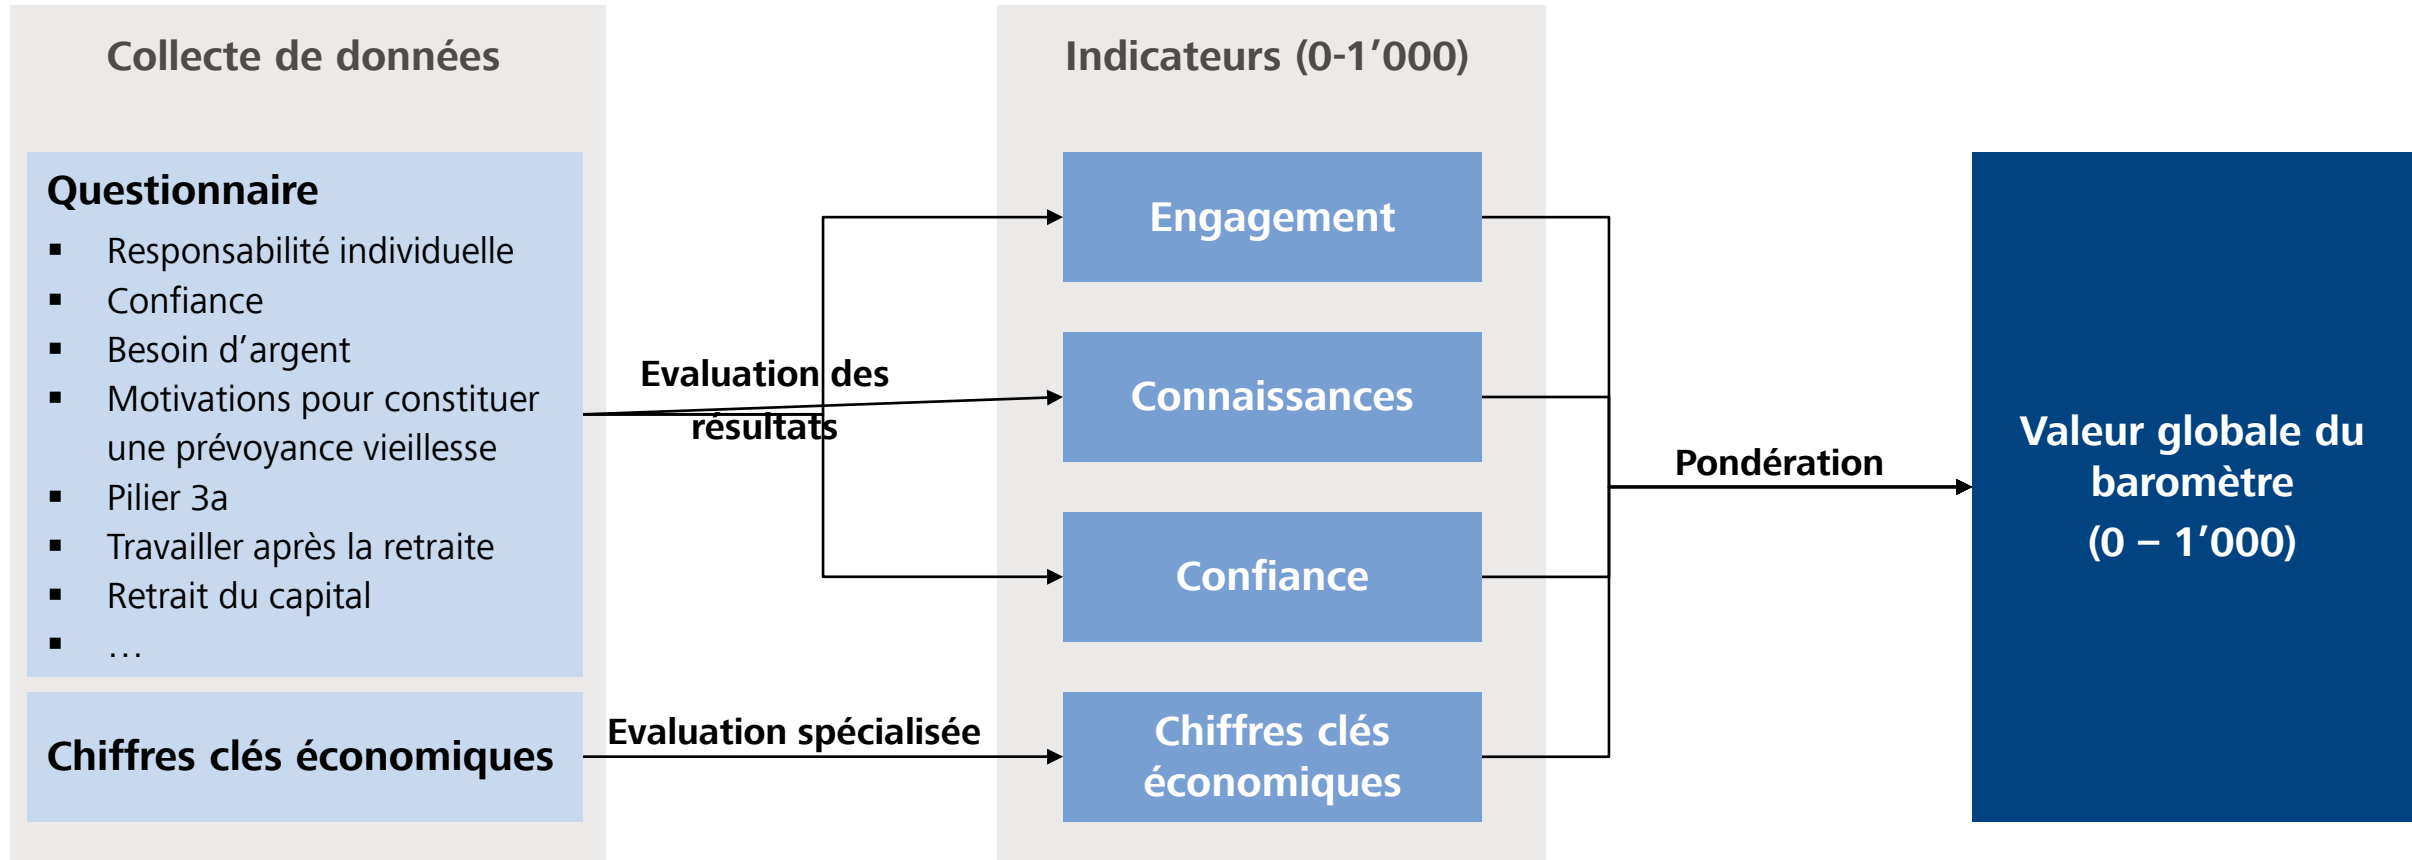 Collecte de données
Questionnaire
▪ Responsabilité individuelle
▪ Confiance
▪ Besoin d’argent
▪ Motivations pour constituer
une prévoyance vieillesse
▪ Pilier 3a
▪ Travailler après la retraite
▪ Retrait du capital
▪ …
Chiffres clés économiques
Evaluation des
résultats
Evaluation spécialisée
Indicateurs (0-1’000)
Engagement
Connaissances
Confiance
Chiffres clés
économiques
Pondération
Valeur globale du
baromètre
(0 – 1’000)